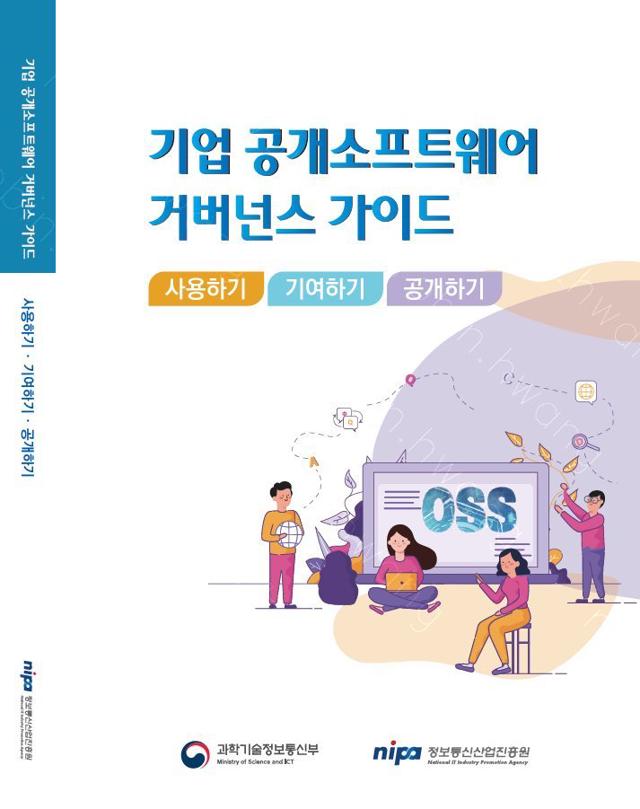 기업 공개소프트웨어 거버넌스 가이드
사용하기 · 기여하기 · 공개하기
nipa 정보통신산업진흥원
National IT Industry Promotion Agency
기업 공개소프트웨어
거버넌스 가이드
사용하기 기여하기 공개하기
Q
C
A
OSS
과학기술정보통신부
Ministry of Science and ICT
nipa 정보통신산업진흥원
National IT Industry Promotion Agency